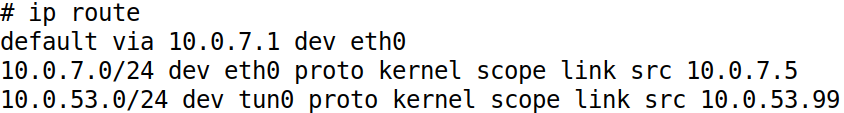 # ip route
default via 10.0.7.1 dev eth0
10.0.7.0/24 dev eth0 proto kernel scope link src 10.0.7.5
10.0.53.0/24 dev tun0 proto kernel scope link src 10.0.53.99